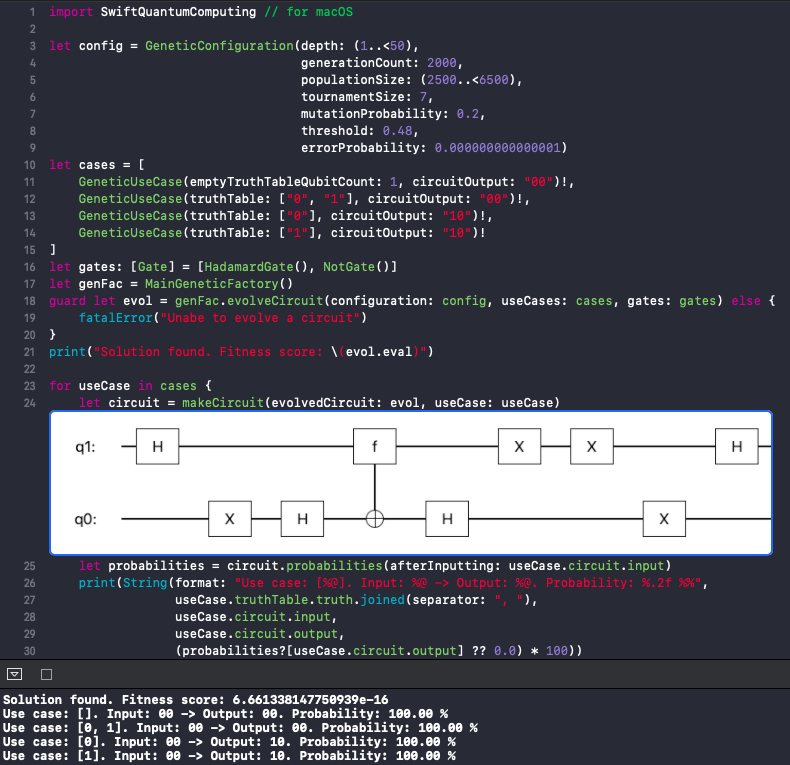 1 import SwiftQuantumComputing // for macOS
2
3 let config = GeneticConfiguration(depth: (1..<50),
4 generationCount: 2000,
5 populationSize: (2500..<6500),
6 tournamentSize: 7,
7 mutationProbability: 0.2,
8 threshold: 0.48,
9 errorProbability: 0.000000000000001)
10 let cases = [
11 GeneticUseCase(emptyTruthTableQubitCount: 1, circuitOutput: "00")!,
12 GeneticUseCase(truthTable: ["0", "1"], circuitOutput: "00")!,
13 GeneticUseCase(truthTable: ["0"], circuitOutput: "10")!,
14 GeneticUseCase(truthTable: ["1"], circuitOutput: "10")!
15 ]
16 let gates: [Gate] = [HadamardGate(), NotGate()]
17 let genFac = MainGeneticFactory()
18 guard let evol = genFac.evolveCircuit(configuration: config, useCases: cases, gates: gates) else {
19 fatalError("Unabe to evolve a circuit")
20 }
21 print("Solution found. Fitness score: \(evol.eval)")
22
23 for useCase in cases {
24 let circuit = makeCircuit(evolvedCircuit: evol, useCase: useCase)
q1: H f X X H
q0: X H H X
25 let probabilities = circuit.probabilities(afterInputting: useCase.circuit.input)
26 print(String(format: "Use case: [%@]. Input: %@ -> Output: %@. Probability: %.2f %%",
27 useCase.truthTable.truth.joined(separator: ", "),
28 useCase.circuit.input,
29 useCase.circuit.output,
30 (probabilities?[useCase.circuit.output] ?? 0.0) * 100))
Solution found. Fitness score: 6.661338147750939e-16
Use case: []. Input: 00 -> Output: 00. Probability: 100.00 %
Use case: [0, 1]. Input: 00 -> Output: 00. Probability: 100.00 %
Use case: [0]. Input: 00 -> Output: 10. Probability: 100.00 %
Use case: [1]. Input: 00 -> Output: 10. Probability: 100.00 %